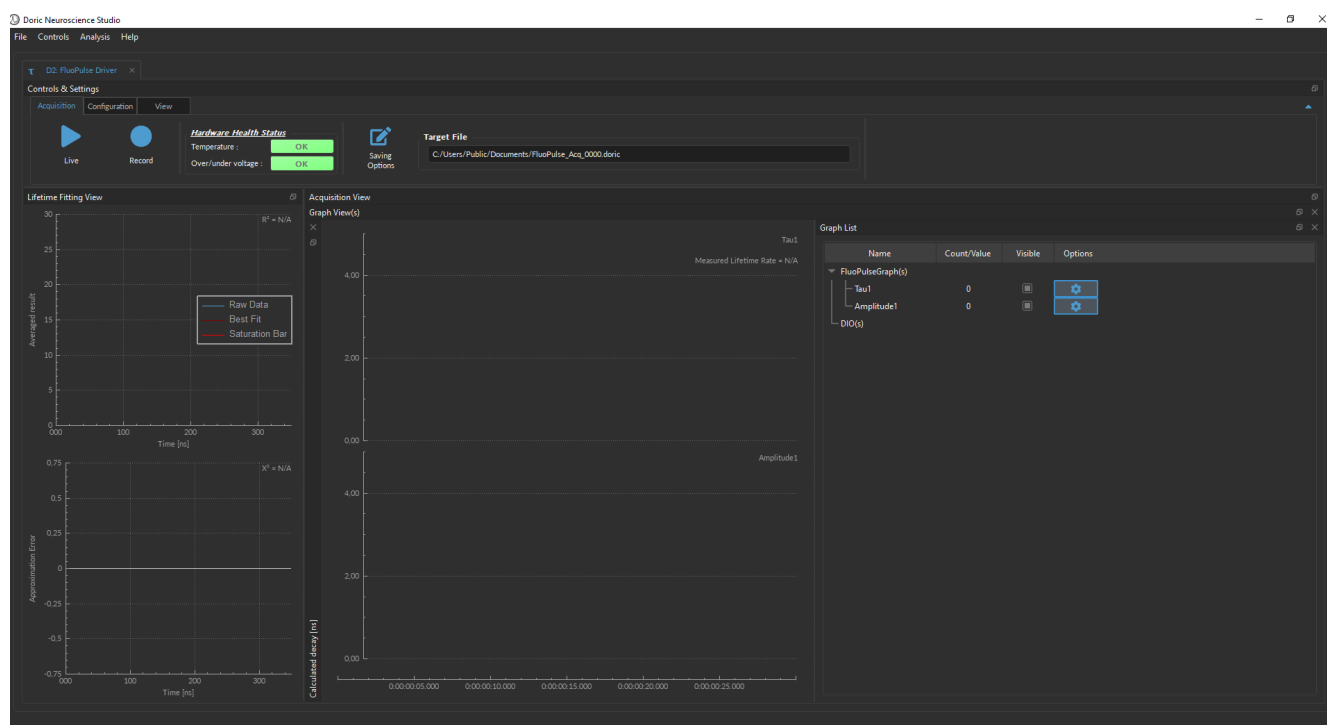 Doric Neuroscience Studio
File Controls Analysis Help
τ D2: FluoPulse Driver
Controls & Settings
Acquisition Configuration View
Live
Record
Hardware Health Status
Temperature : OK
Over/under voltage : OK
Saving
Options
Target File
C:/Users/Public/Documents/FluoPulse_Acq_0000.doric
Lifetime Fitting View
R² = N/A
30
25
20
15
10
5
0
Averaged result
Raw Data
Best Fit
Saturation Bar
000 100 200 300
Time [ns]
X² = N/A
0,75
0.5
0,25
0
-0.25
-0.5
-0.75
Approximation Error
000 100 200 300
Time [ns]
Acquisition View
Graph View(s)
Tau1
Measured Lifetime Rate = N/A
4,00
2,00
0,00
Amplitude1
4,00
2,00
0,00
Calculated decay [ns]
0:00:00:05.000 0:00:00:10.000 0:00:00:15.000 0:00:00:20.000 0:00:00:25.000
Graph List
Name Count/Value Visible Options
FluoPulseGraph(s)
Tau1 0
Amplitude1 0
DIO(s)